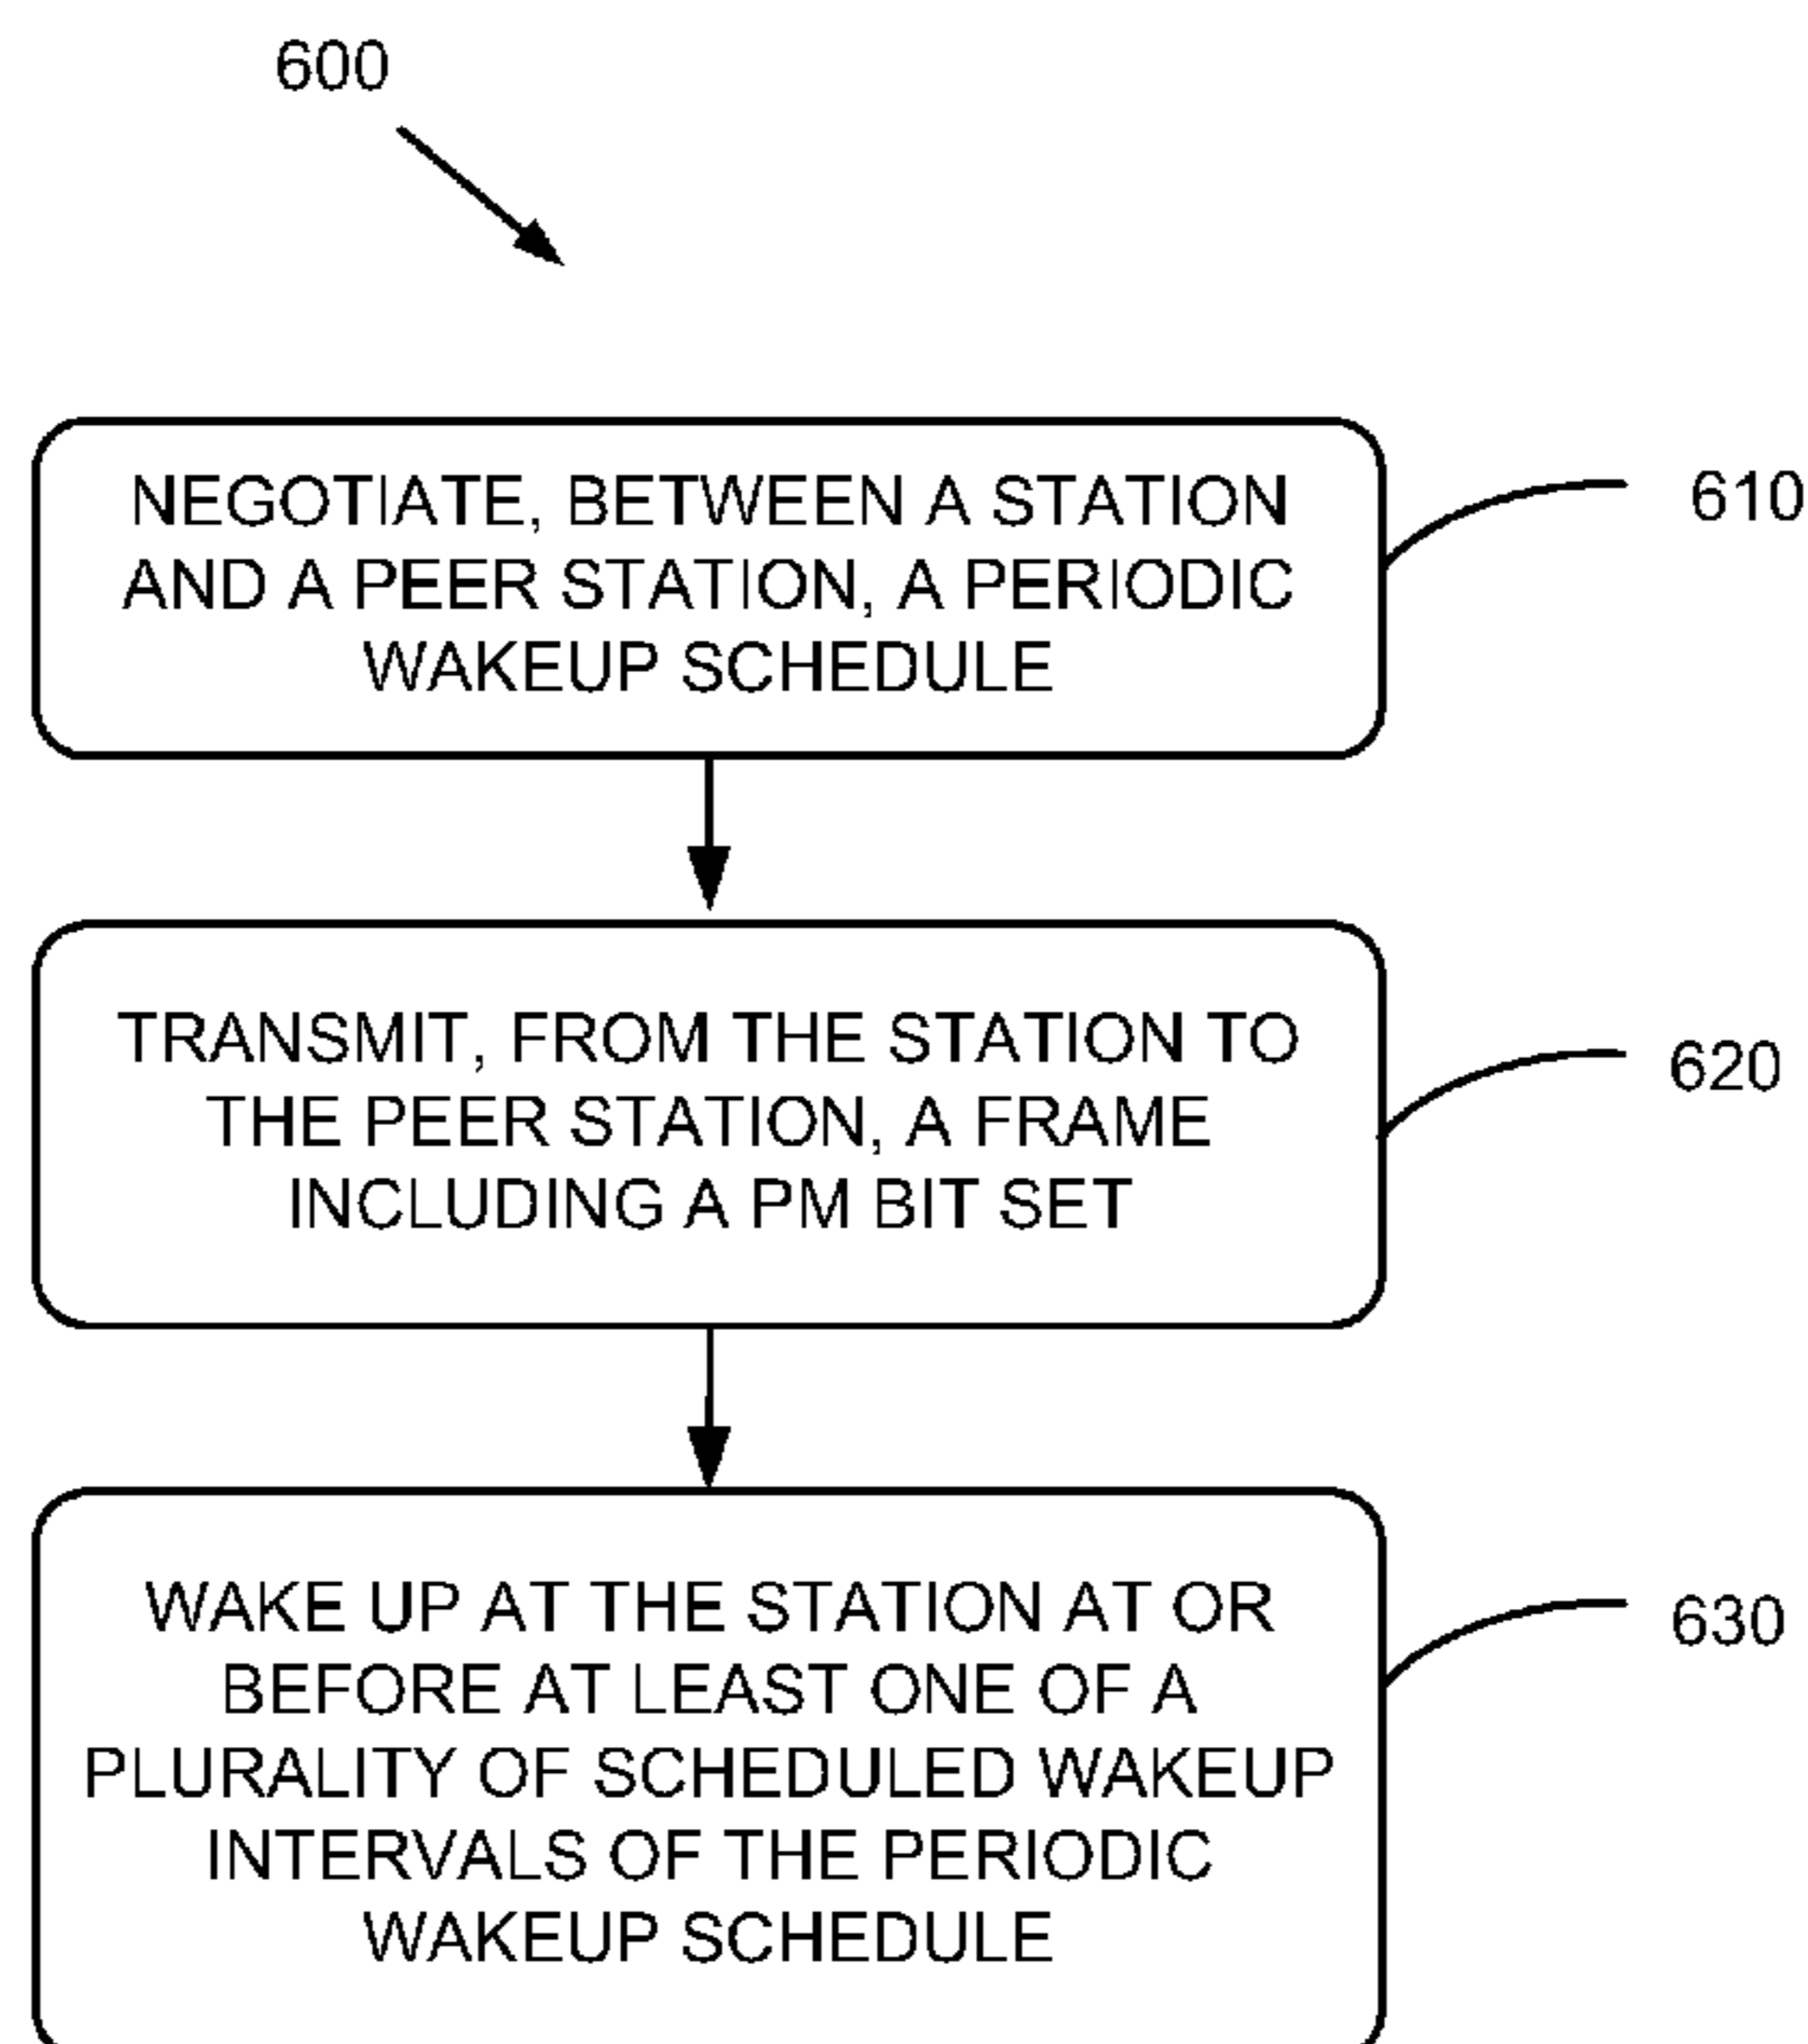 600
NEGOTIATE, BETWEEN A STATION
AND A PEER STATION, A PERIODIC
WAKEUP SCHEDULE
610
TRANSMIT, FROM THE STATION TO
THE PEER STATION, A FRAME
INCLUDING A PM BIT SET
620
WAKE UP AT THE STATION AT OR
BEFORE AT LEAST ONE OF A
PLURALITY OF SCHEDULED WAKEUP
INTERVALS OF THE PERIODIC
WAKEUP SCHEDULE
630